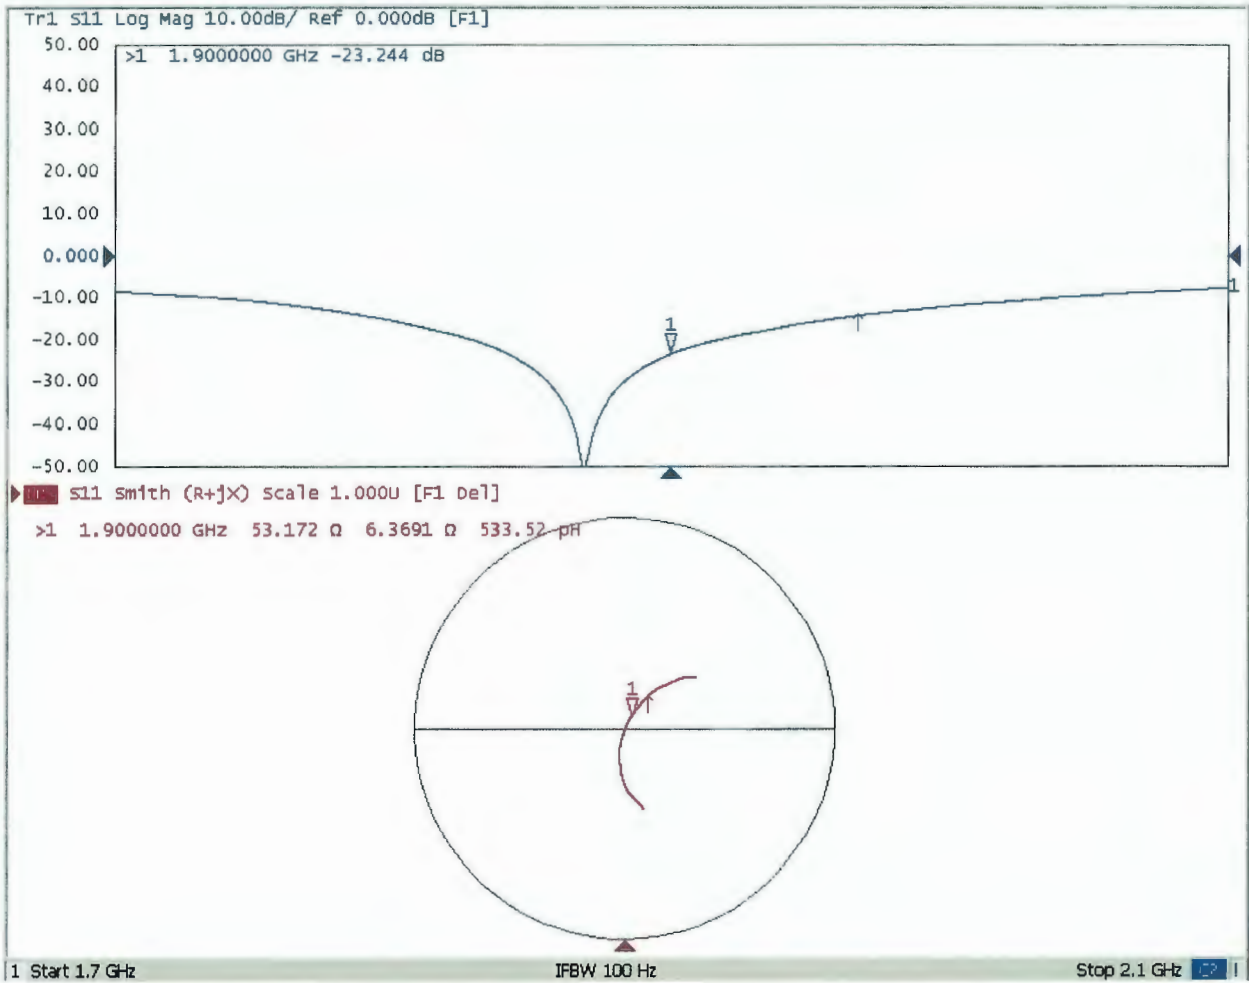 Tr1 S11 Log Mag 10.00dB/ Ref 0.000dB [F1]
50.00
>1 1.9000000 GHz -23.244 dB
40.00
30.00
20.00
10.00
0.000
-10.00
1
1
-20.00
-30.00
-40.00
-50.00
S11 Smith (R+jX) Scale 1.000U [F1 Del]
>1 1.9000000 GHz 53.172 Ω 6.3691 Ω 533.52 pH
1
1 Start 1.7 GHz IFBW 100 Hz Stop 2.1 GHz